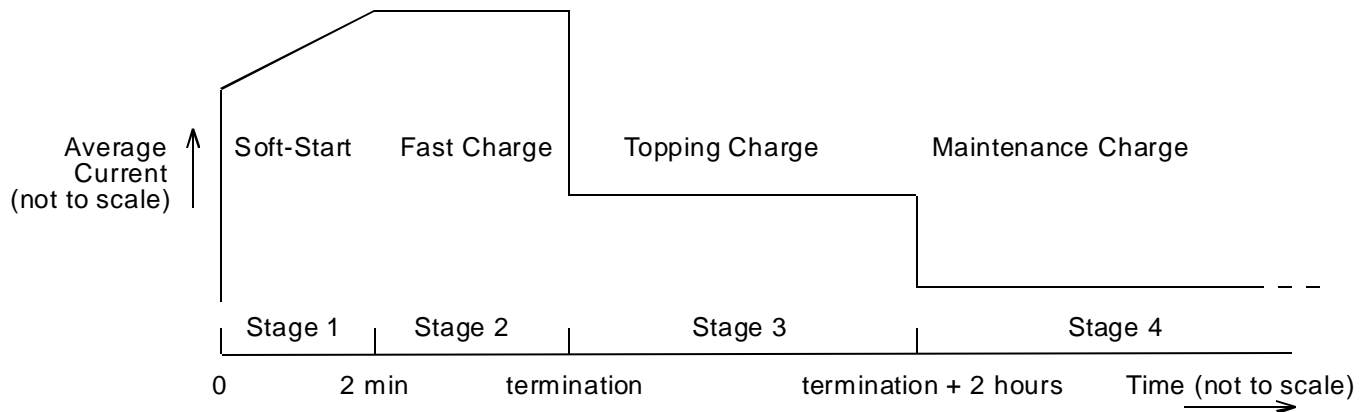 Average
Current
(not to scale)
Soft-Start
Fast Charge
Topping Charge
Maintenance Charge
Stage 1
Stage 2
Stage 3
Stage 4
0
2 min
termination
termination + 2 hours
Time (not to scale)